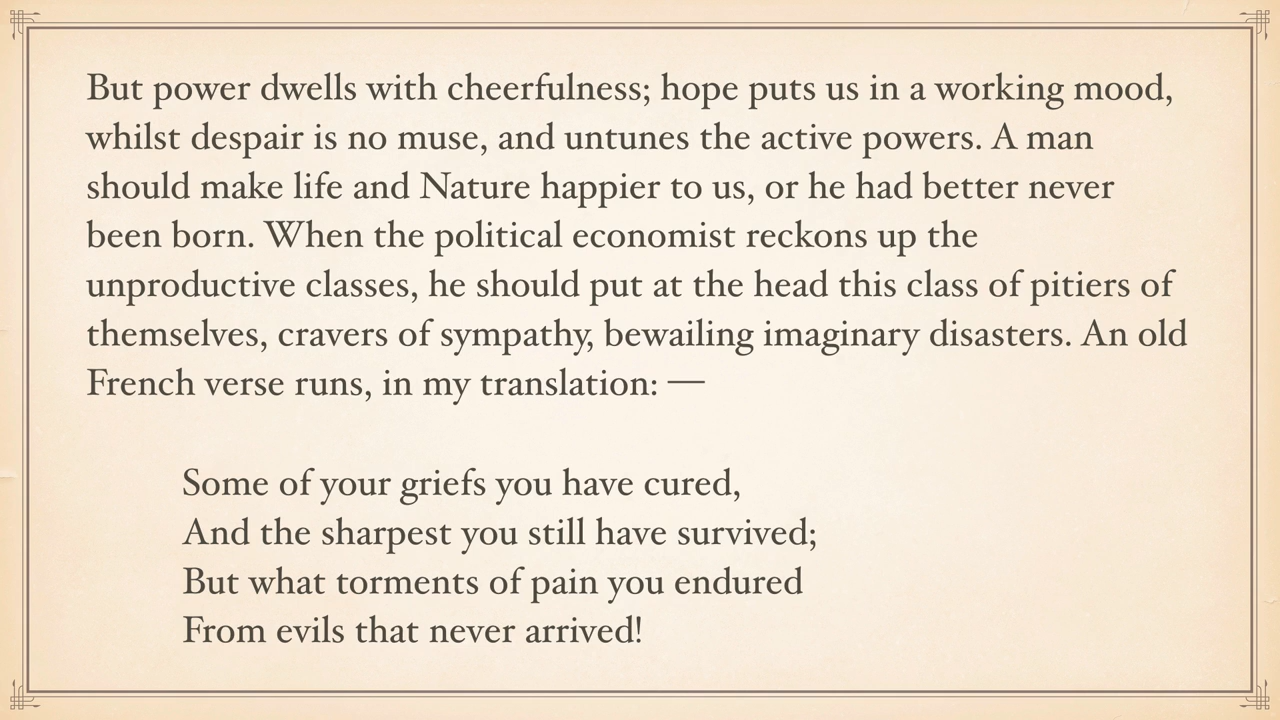 But power dwells with cheerfulness; hope puts us in a working mood,
whilst despair is no muse, and untunes the active powers. A man
should make life and Nature happier to us, or he had better never
been born. When the political economist reckons up the
unproductive classes, he should put at the head this class of pitiers of
themselves, cravers of sympathy, bewailing imaginary disasters. An old
French verse runs, in my translation: —
Some of your griefs you have cured,
And the sharpest you still have survived;
But what torments of pain you endured
From evils that never arrived!